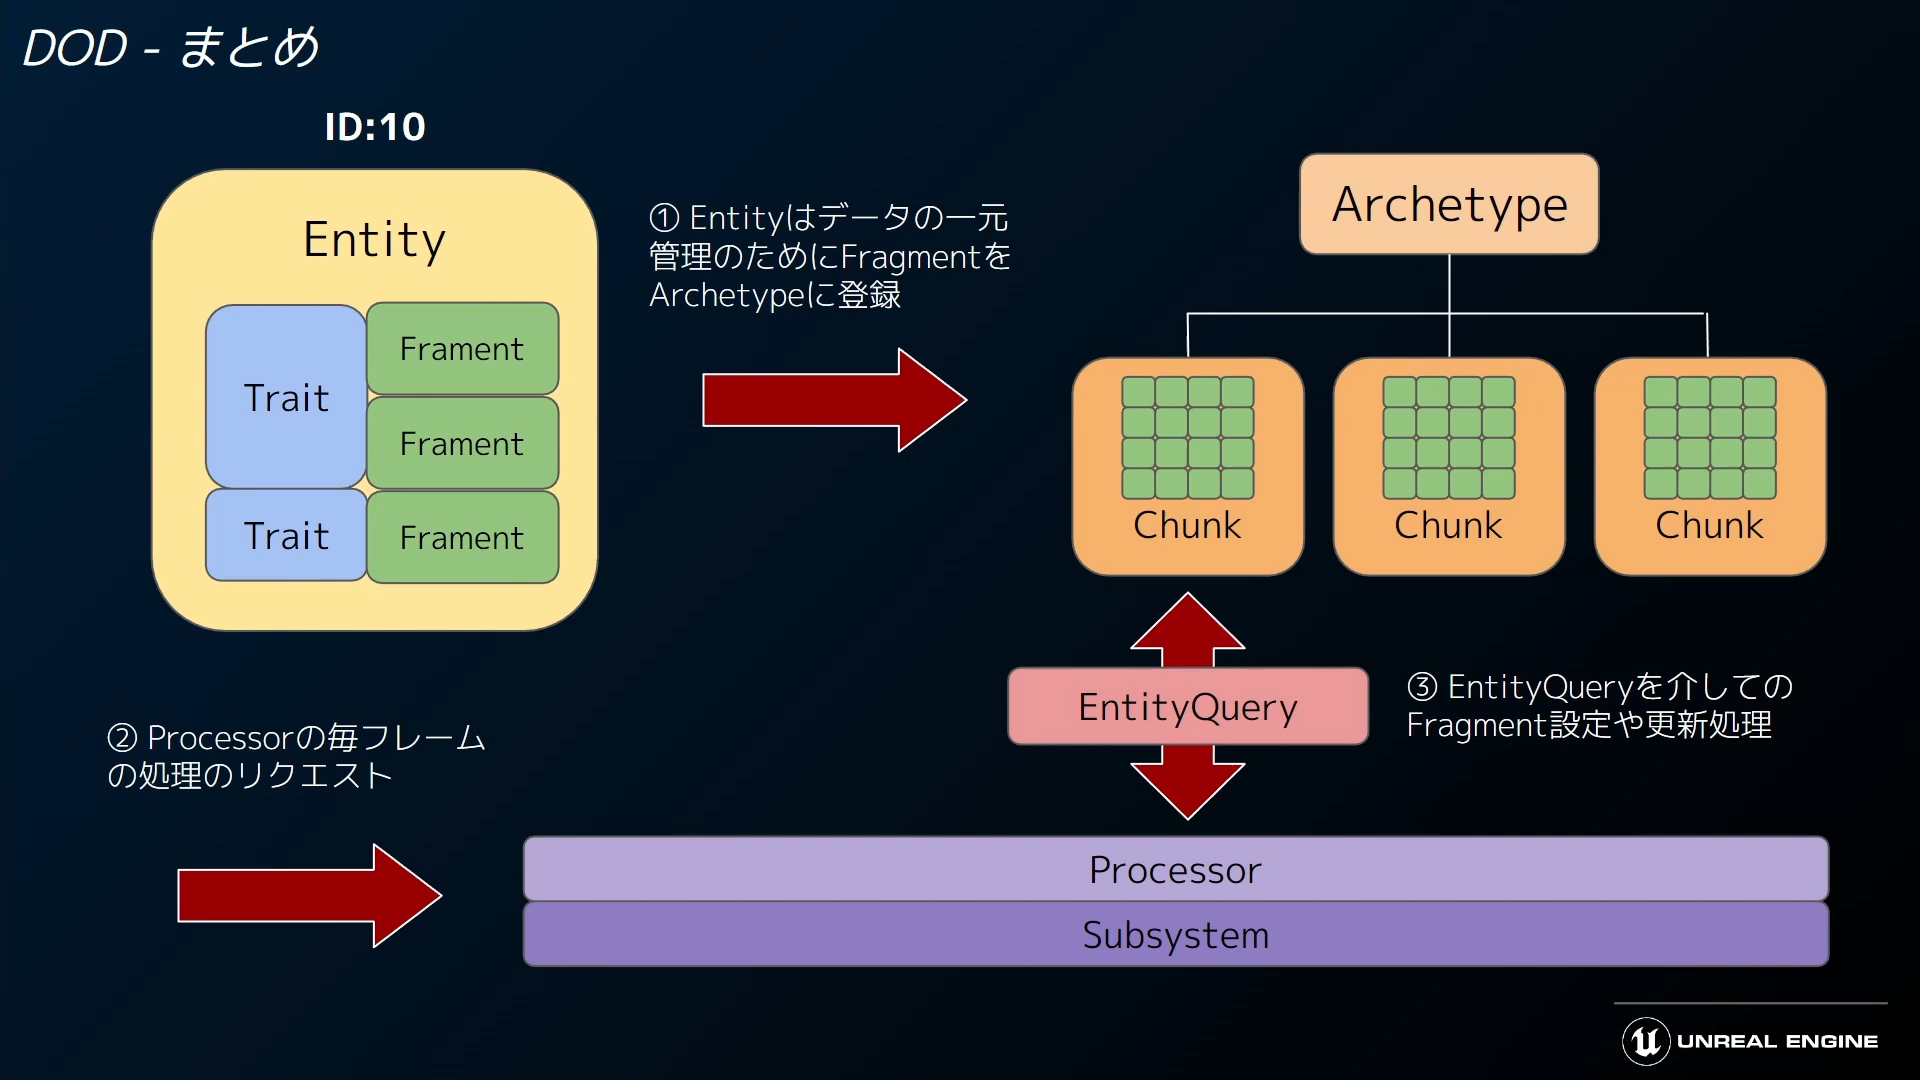 DOD - まとめ
ID:10
Entity
Trait
Frament
Frament
Trait
Frament
① Entityはデータの一元
管理のためにFragmentを
Archetypeに登録
Archetype
Chunk
Chunk
Chunk
② Processorの毎フレーム
の処理のリクエスト
EntityQuery
③ EntityQueryを介しての
Fragment設定や更新処理
Processor
Subsystem
UNREAL ENGINE